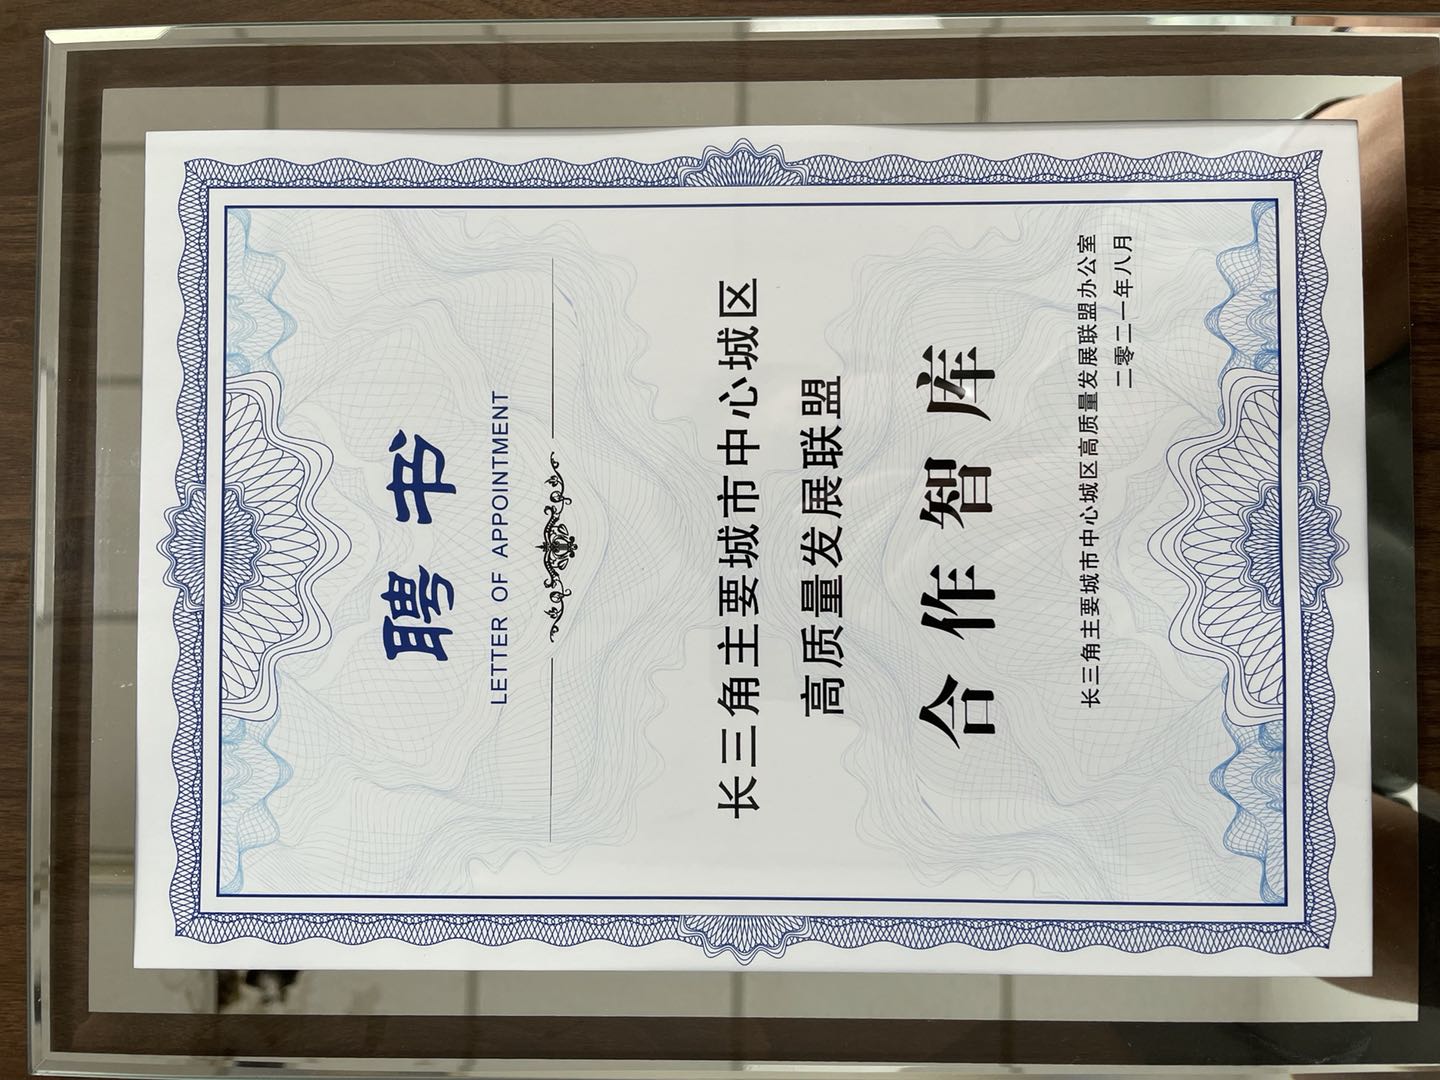 聘书
LETTER OF APPOINTMENT
长三角主要城市中心城区
高质量发展联盟
合作智库
长三角主要城市中心城区高质量发展联盟办公室
二零二一年八月